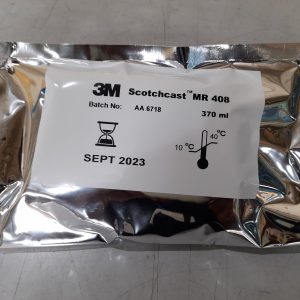 3M Scotchcast™ MR 408
Batch No: AA 6718 370 ml
10°C 40°C
SEPT 2023